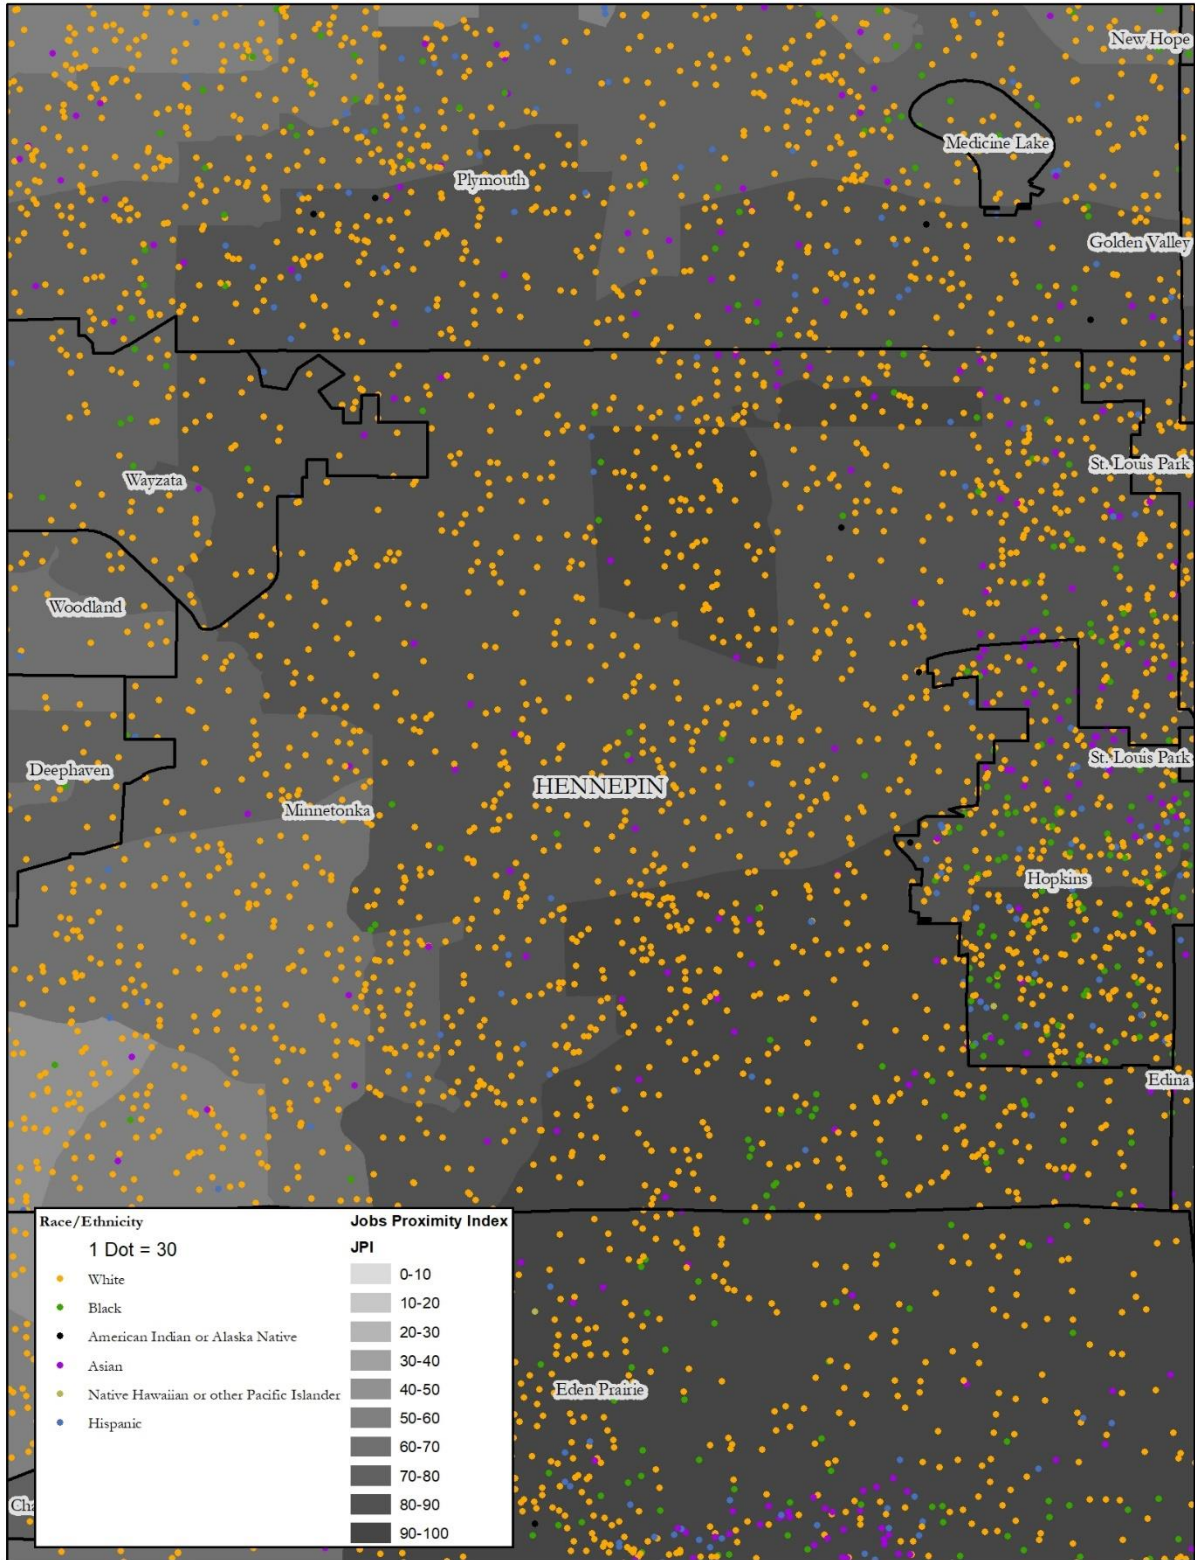 New Hope
Medicine Lake
Plymouth
Golden Valley
St. Louis Park
Wayzata
Woodland
St. Louis Park
Deephaven
HENNEPIN
Minnetonka
Hopkins
Edina
Eden Prairie
Cha
Race/Ethnicity
1 Dot = 30
White
Black
American Indian or Alaska Native
Asian
Native Hawaiian or other Pacific Islander
Hispanic
Jobs Proximity Index
JPI
0-10
10-20
20-30
30-40
40-50
50-60
60-70
70-80
80-90
90-100